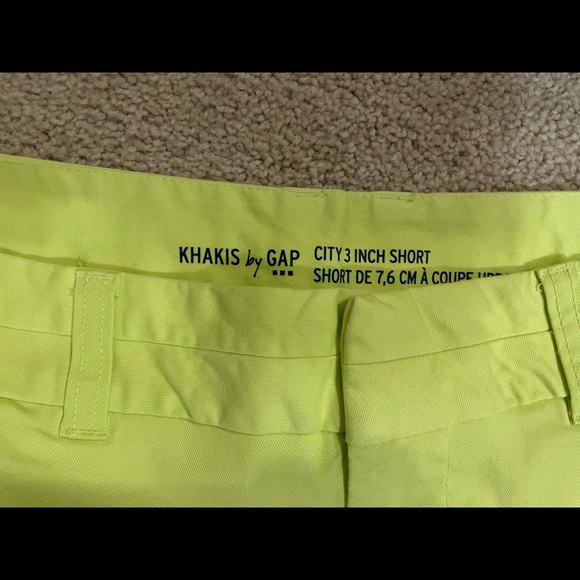 KHAKIS by GAP CITY 3 INCH SHORT
SHORT DE 7,6 CM À COUPE